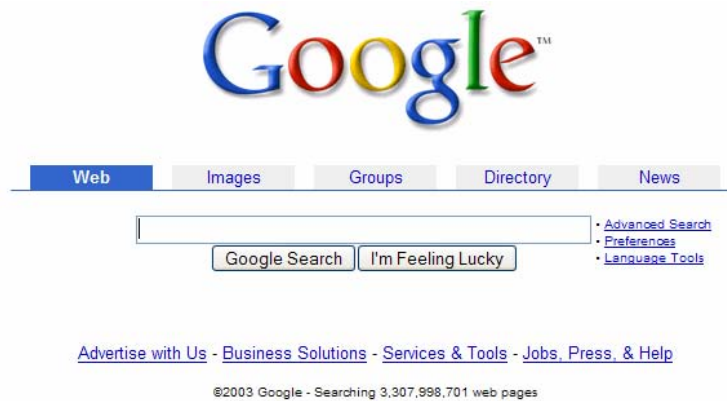 Google™
Web Images Groups Directory News
• Advanced Search
• Preferences
• Language Tools
Google Search I'm Feeling Lucky
Advertise with Us - Business Solutions - Services & Tools - Jobs, Press, & Help
©2003 Google - Searching 3,307,998,701 web pages